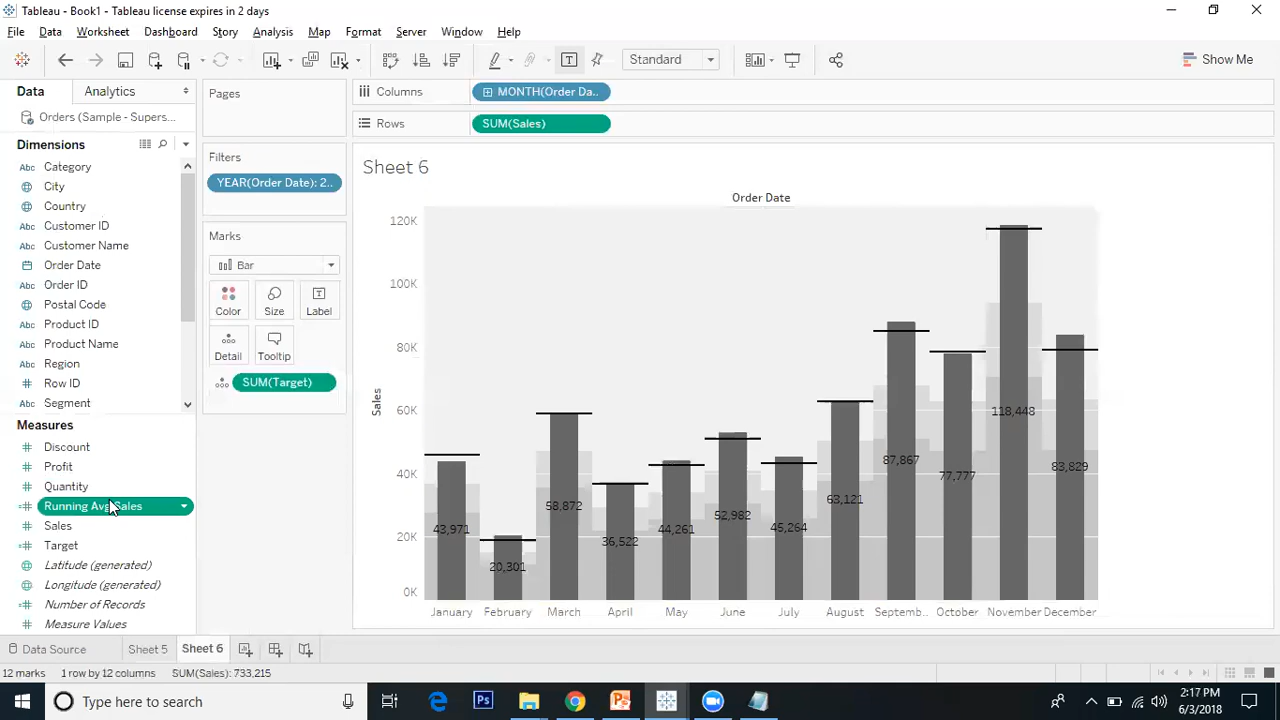 Tableau - Book1 - Tableau license expires in 2 days
File Data Worksheet Dashboard Story Analysis Map Format Server Window Help
Standard
Show Me
Data Analytics
Orders (Sample - Supers...
Dimensions
Abc Category
City
Country
Abc Customer ID
Abc Customer Name
Order Date
Abc Order ID
Postal Code
Abc Product ID
Abc Product Name
Abc Region
# Row ID
Abc Segment
Measures
# Discount
# Profit
# Quantity
=# Running Avg Sales
# Sales
=# Target
Latitude (generated)
Longitude (generated)
=# Number of Records
# Measure Values
Pages
Filters
YEAR(Order Date): 2..
Marks
Bar
Color Size Label
Detail Tooltip
SUM(Target)
Columns MONTH(Order Da..
Rows SUM(Sales)
Sheet 6
Order Date
Sales
120K
100K
80K
60K
40K
20K
0K
43,971
20,301
58,872
36,522
44,261
52,982
45,264
63,121
87,867
77,777
118,448
83,829
January February March April May June July August Septemb.. October November December
Data Source Sheet 5 Sheet 6
12 marks 1 row by 12 columns SUM(Sales): 733,215
Type here to search
2:17 PM
6/3/2018